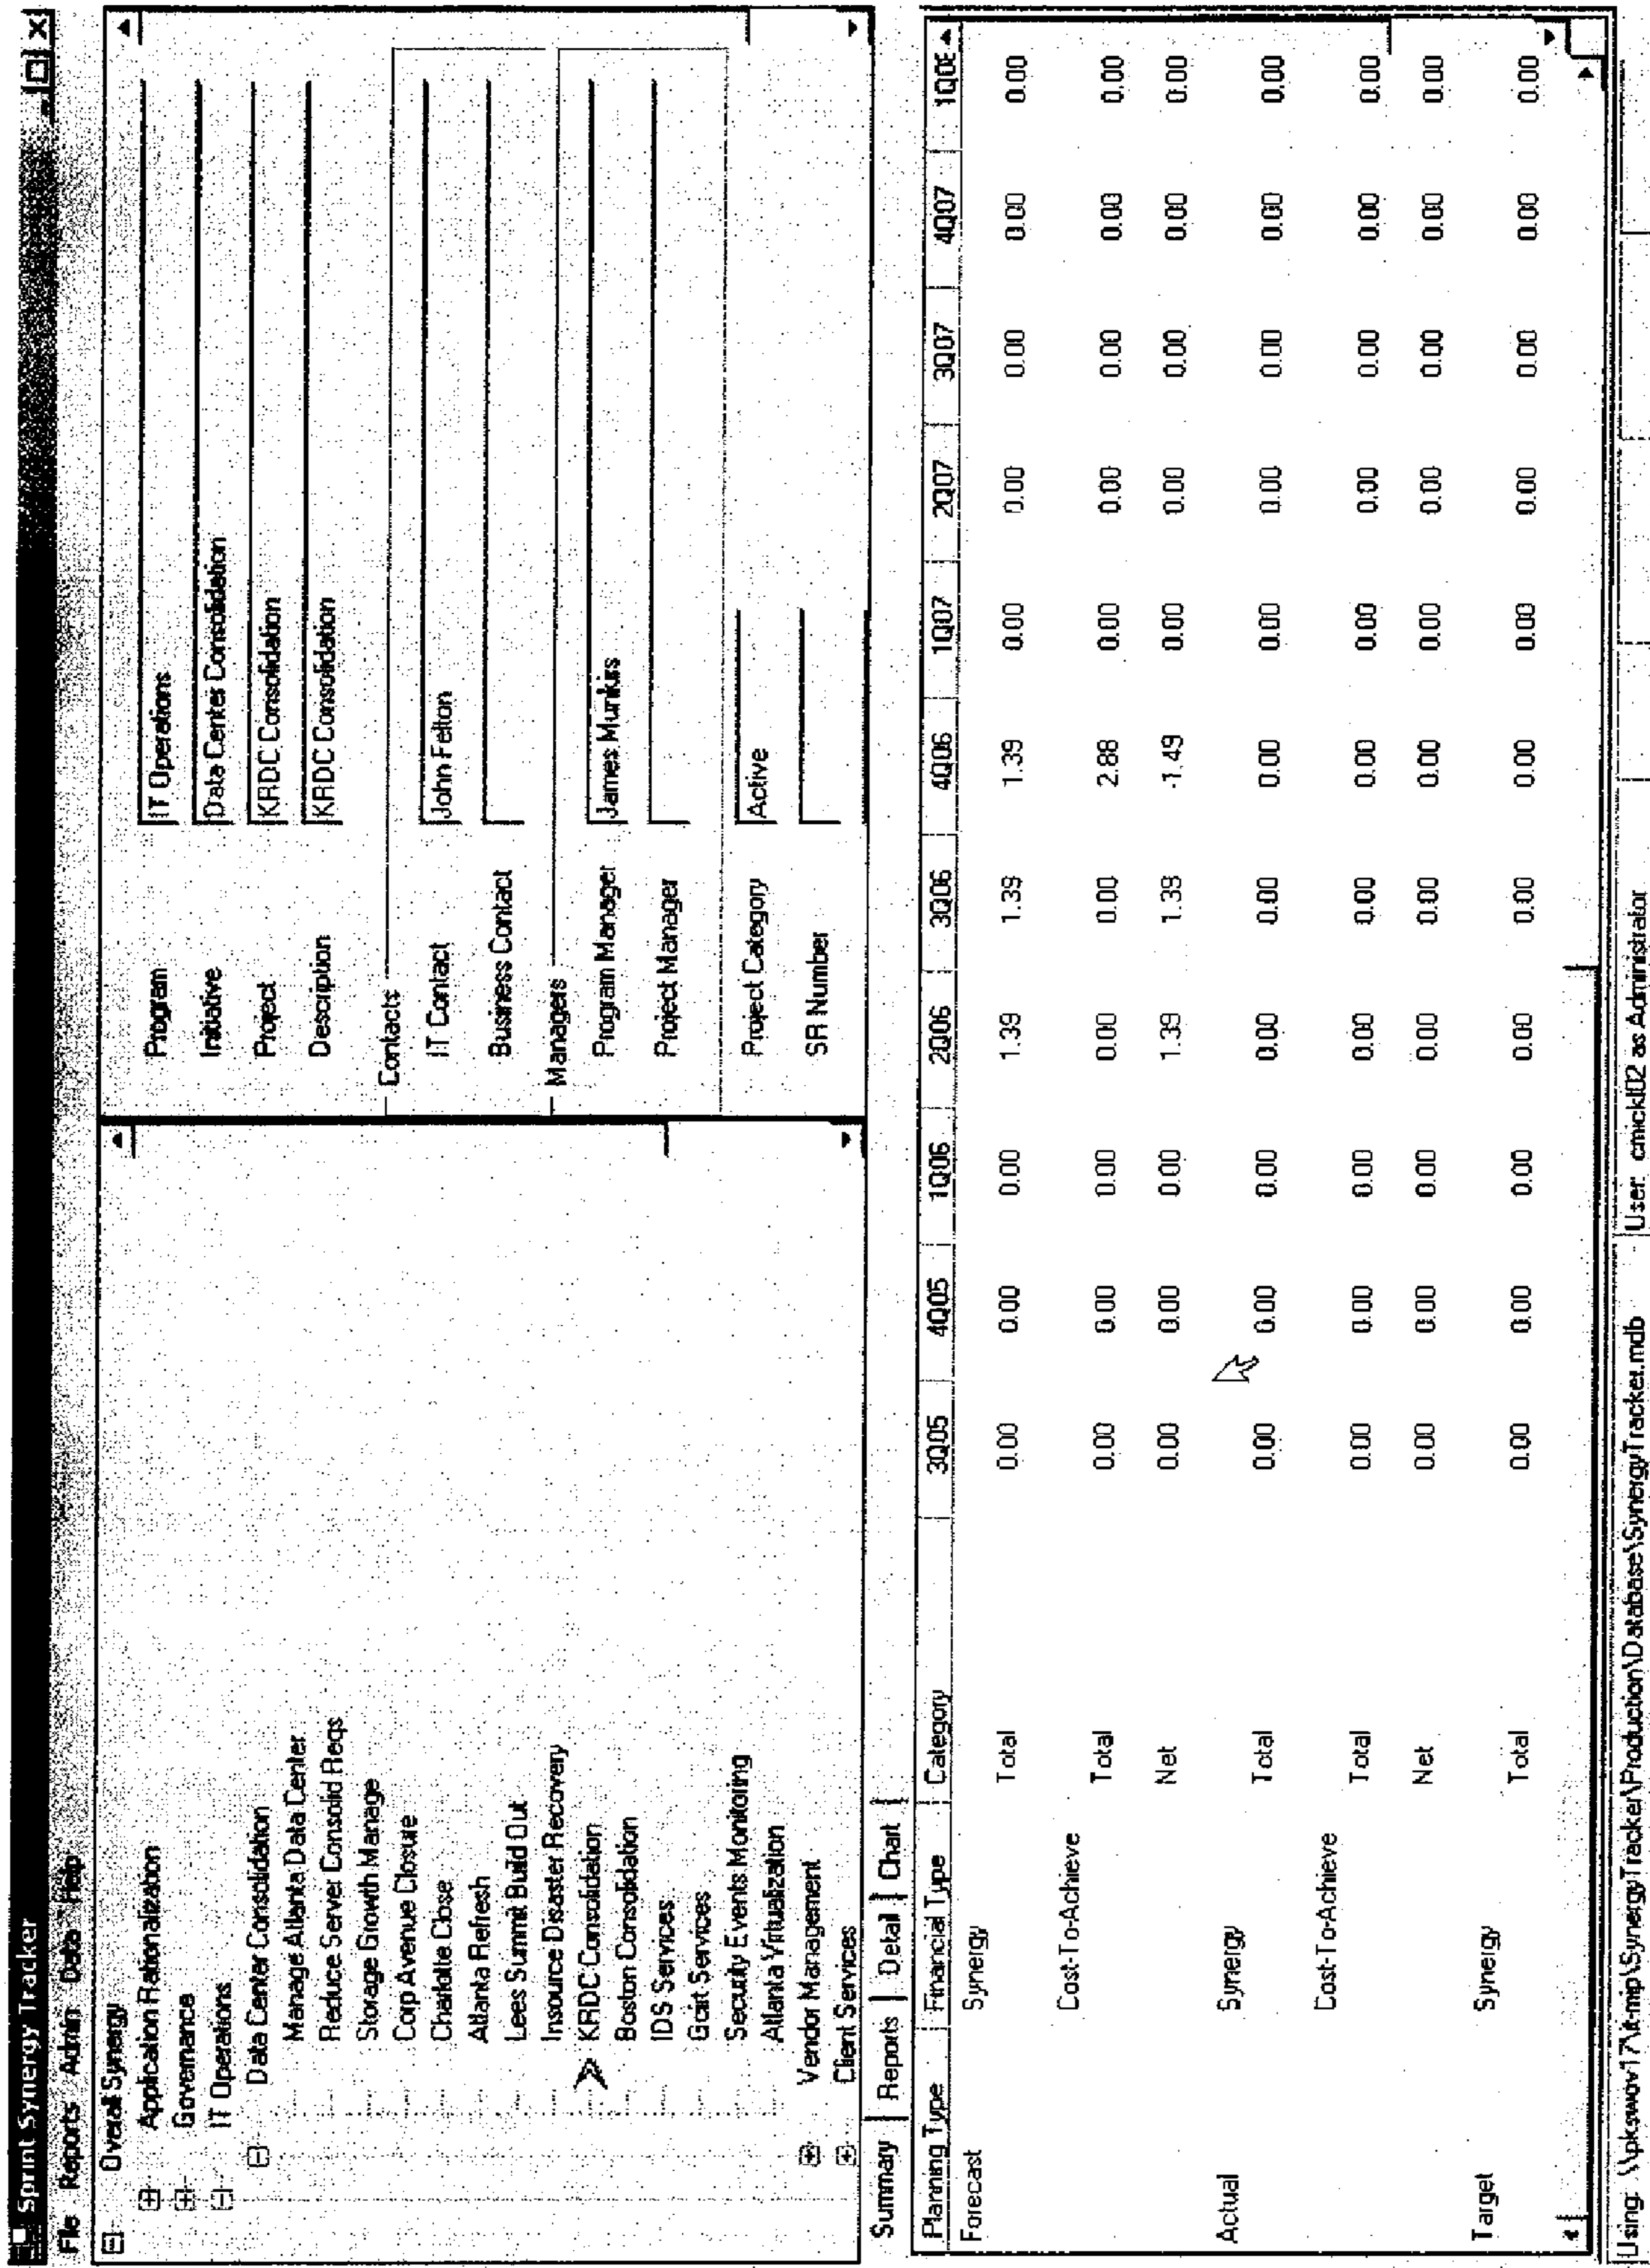 Sprint Synergy Tracker
File Reports Admin Data Help
Overall Synergy
Application Rationalization
Governance
IT Operations
Data Center Consolidation
Manage Atlanta Data Center
Reduce Server Consolid Reqs
Storage Growth Manage
Corp Avenue Closure
Charlotte Close
Atlanta Refresh
Lees Summit Build Out
Insource Disaster Recovery
KRDC Consolidation
Boston Consolidation
IDS Services
Security Events Monitoring
Atlanta Virtualization
Vendor Management
Client Services
Program IT Operations
Initiative Data Center Consolidation
Project KRDC Consolidation
Description KRDC Consolidation
Contacts
IT Contact John Felton
Business Contact
Managers
Program Manager James Munkirs
Project Manager
Project Category Active
SR Number
Summary Reports Detail Chart
Planning Type Financial Type Category 3Q05 4Q05 1Q06 2Q06 3Q06 4Q06 1Q07 2Q07 3Q07 4Q07
Forecast Synergy
Total 0.00 0.00 0.00 1.39 1.39 1.39 0.00 0.00 0.00 0.00 0.00
Cost-To-Achieve
Total 0.00 0.00 0.00 0.00 0.00 2.88 0.00 0.00 0.00 0.00 0.00
Net 0.00 0.00 0.00 1.39 1.39 -1.49 0.00 0.00 0.00 0.00 0.00
Actual Synergy
Total 0.00 0.00 0.00 0.00 0.00 0.00 0.00 0.00 0.00 0.00 0.00
Cost-To-Achieve
Total 0.00 0.00 0.00 0.00 0.00 0.00 0.00 0.00 0.00 0.00 0.00
Net 0.00 0.00 0.00 0.00 0.00 0.00 0.00 0.00 0.00 0.00 0.00
Target Synergy
Total 0.00 0.00 0.00 0.00 0.00 0.00 0.00 0.00 0.00 0.00 0.00
Using: \\pkswov17\it-mip\SynergyTracker\Production\Database\SynergyTracker.mdb User: cmick02 as Administrator